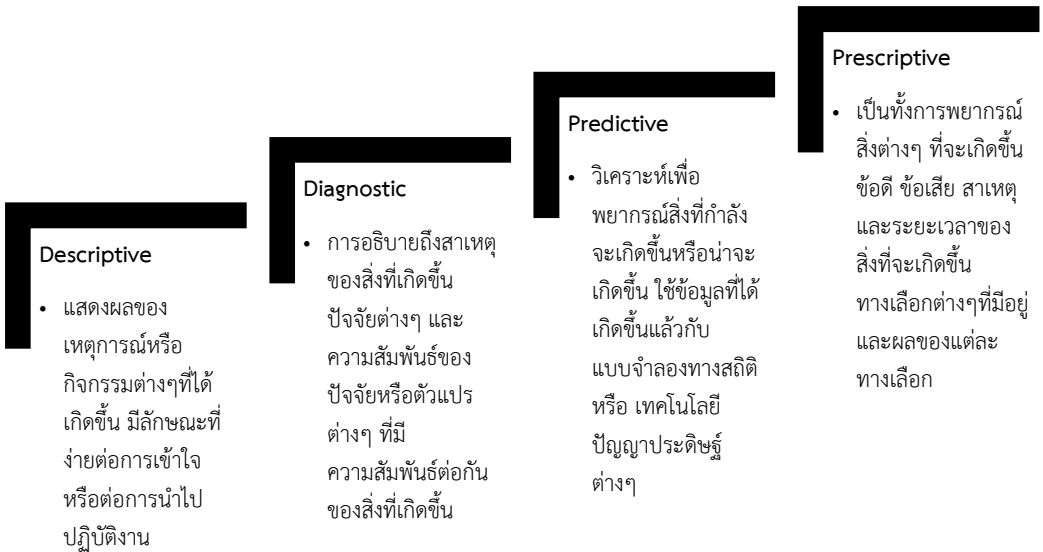 Descriptive
• แสดงผลของ
เหตุการณ์หรือ
กิจกรรมต่างๆที่ได้
เกิดขึ้น มีลักษณะที่
ง่ายต่อการเข้าใจ
หรือต่อการนำไป
ปฏิบัติงาน
Diagnostic
• การอธิบายถึงสาเหตุ
ของสิ่งที่เกิดขึ้น
ปัจจัยต่างๆ และ
ความสัมพันธ์ของ
ปัจจัยหรือตัวแปร
ต่างๆ ที่มี
ความสัมพันธ์ต่อกัน
ของสิ่งที่เกิดขึ้น
Predictive
• วิเคราะห์เพื่อ
พยากรณ์สิ่งที่กำลัง
จะเกิดขึ้นหรือน่าจะ
เกิดขึ้น ใช้ข้อมูลที่ได้
เกิดขึ้นแล้วกับ
แบบจำลองทางสถิติ
หรือ เทคโนโลยี
ปัญญาประดิษฐ์
ต่างๆ
Prescriptive
• เป็นทั้งการพยากรณ์
สิ่งต่างๆ ที่จะเกิดขึ้น
ข้อดี ข้อเสีย สาเหตุ
และระยะเวลาของ
สิ่งที่จะเกิดขึ้น
ทางเลือกต่างๆที่มีอยู่
และผลของแต่ละ
ทางเลือก